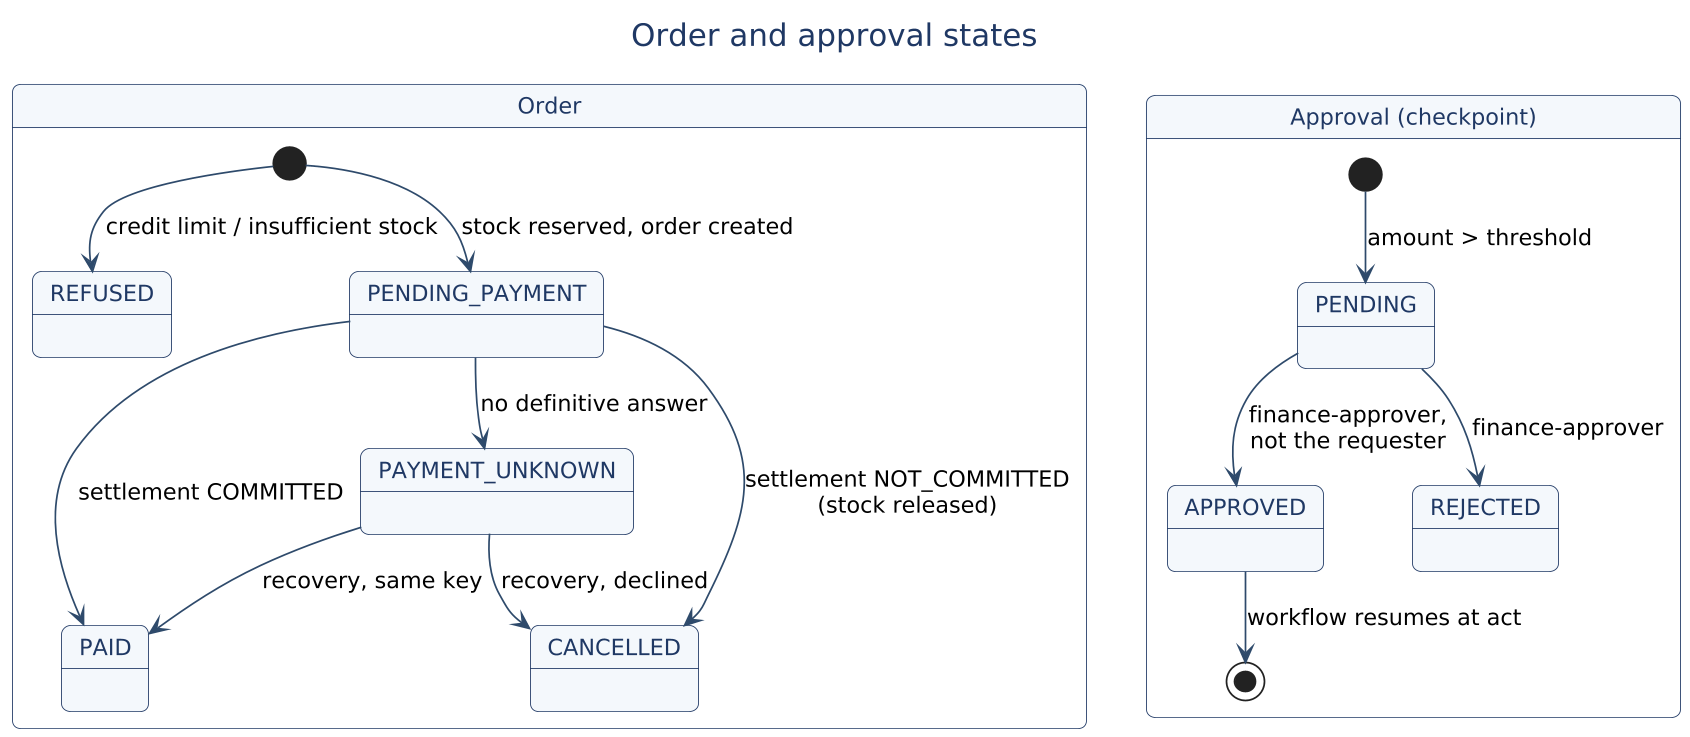 Order and approval states
Order
credit limit / insufficient stock
stock reserved, order created
REFUSED
PENDING_PAYMENT
no definitive answer
PAYMENT_UNKNOWN
settlement COMMITTED
settlement NOT_COMMITTED
(stock released)
recovery, same key
recovery, declined
PAID
CANCELLED
Approval (checkpoint)
amount > threshold
PENDING
finance-approver,
not the requester
finance-approver
APPROVED
REJECTED
workflow resumes at act